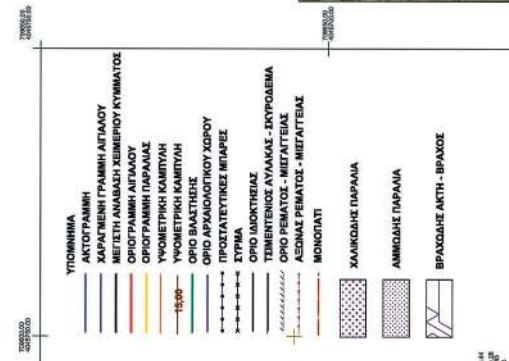 ΥΠΟΜΝΗΜΑ
ΑΚΤΟΓΡΑΜΜΗ
ΧΑΡΑΓΜΕΝΗ ΓΡΑΜΜΗ ΑΙΓΙΑΛΟΥ
ΜΕΓΙΣΤΗ ΑΝΑΒΑΣΗ ΧΕΙΜΕΡΙΟΥ ΚΥΜΜΑΤΟΣ
ΟΡΙΟΓΡΑΜΜΗ ΑΙΓΙΑΛΟΥ
ΟΡΙΟΓΡΑΜΜΗ ΠΑΡΑΛΙΑΣ
ΥΨΟΜΕΤΡΙΚΗ ΚΑΜΠΥΛΗ
15,00 ΥΨΟΜΕΤΡΙΚΗ ΚΑΜΠΥΛΗ
ΟΡΙΟ ΒΛΑΣΤΗΣΗΣ
ΟΡΙΟ ΑΡΧΑΙΟΛΟΓΙΚΟΥ ΧΩΡΟΥ
ΠΡΟΣΤΑΤΕΥΤΙΚΕΣ ΜΠΑΡΕΣ
ΣΥΡΜΑ
ΟΡΙΟ ΙΔΙΟΚΤΗΣΙΑΣ
ΤΣΙΜΕΝΤΕΝΙΟΣ ΑΥΛΑΚΑΣ - ΣΚΥΡΟΔΕΜΑ
ΟΡΙΟ ΡΕΜΑΤΟΣ - ΜΙΣΓΑΓΓΕΙΑΣ
ΑΞΟΝΑΣ ΡΕΜΑΤΟΣ - ΜΙΣΓΑΓΓΕΙΑΣ
ΜΟΝΟΠΑΤΙ
ΧΑΛΙΚΩΔΗΣ ΠΑΡΑΛΙΑ
ΑΜΜΩΔΗΣ ΠΑΡΑΛΙΑ
ΒΡΑΧΩΔΗΣ ΑΚΤΗ - ΒΡΑΧΟΣ